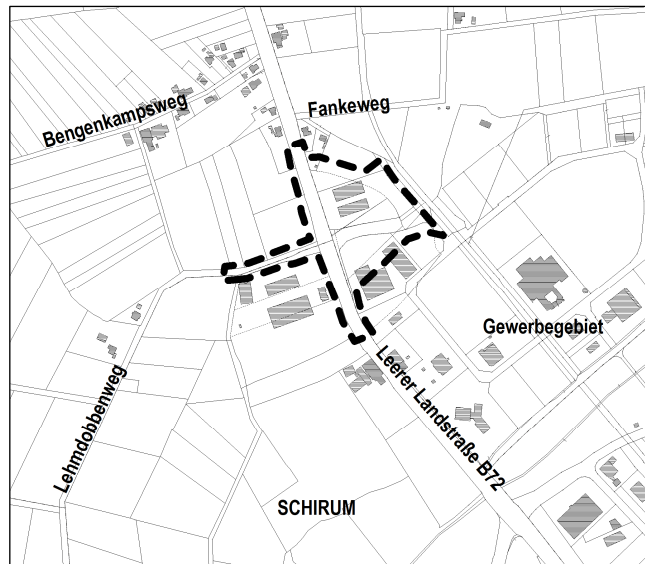 Bengenkampsweg
Fankeweg
Gewerbegebiet
Lehmdobbenweg
Leerer Landstraße B72
SCHIRUM